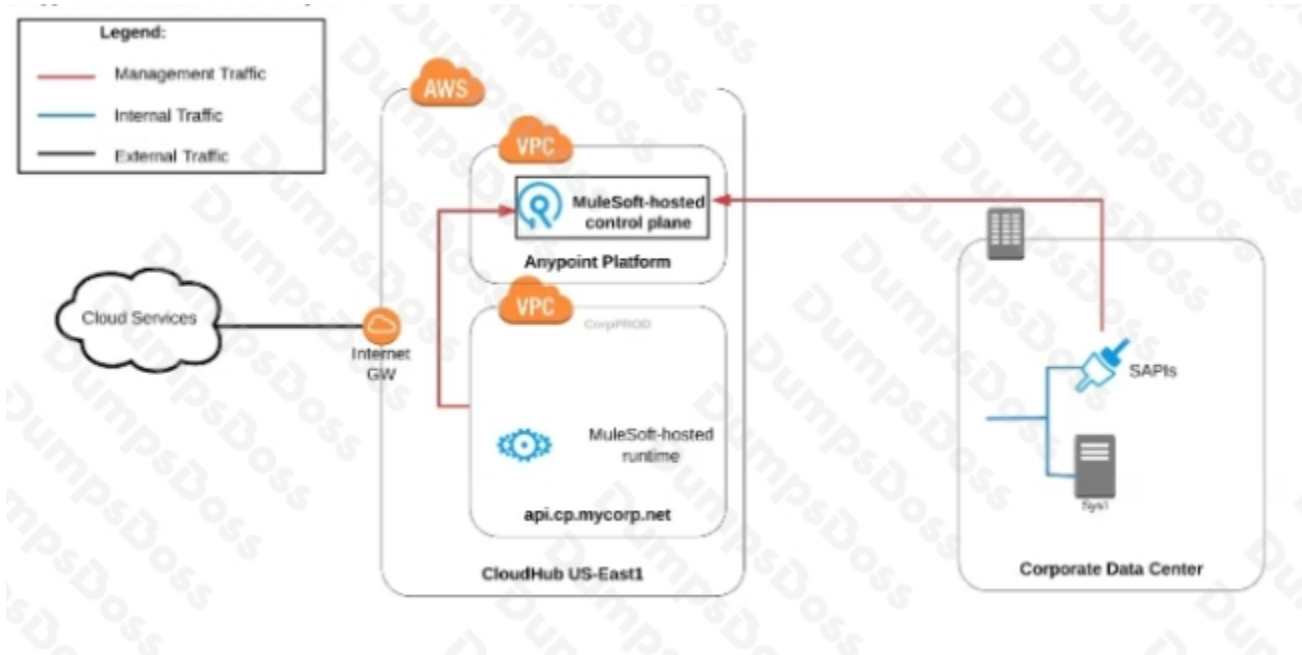 Legend:
Management Traffic
Internal Traffic
External Traffic
AWS
VPC
MuleSoft-hosted
control plane
Anypoint Platform
VPC
CorpPROD
Cloud Services
Internet
GW
MuleSoft-hosted
runtime
api.cp.mycorp.net
CloudHub US-East1
SAPIs
Sys1
Corporate Data Center
DumpsDoss